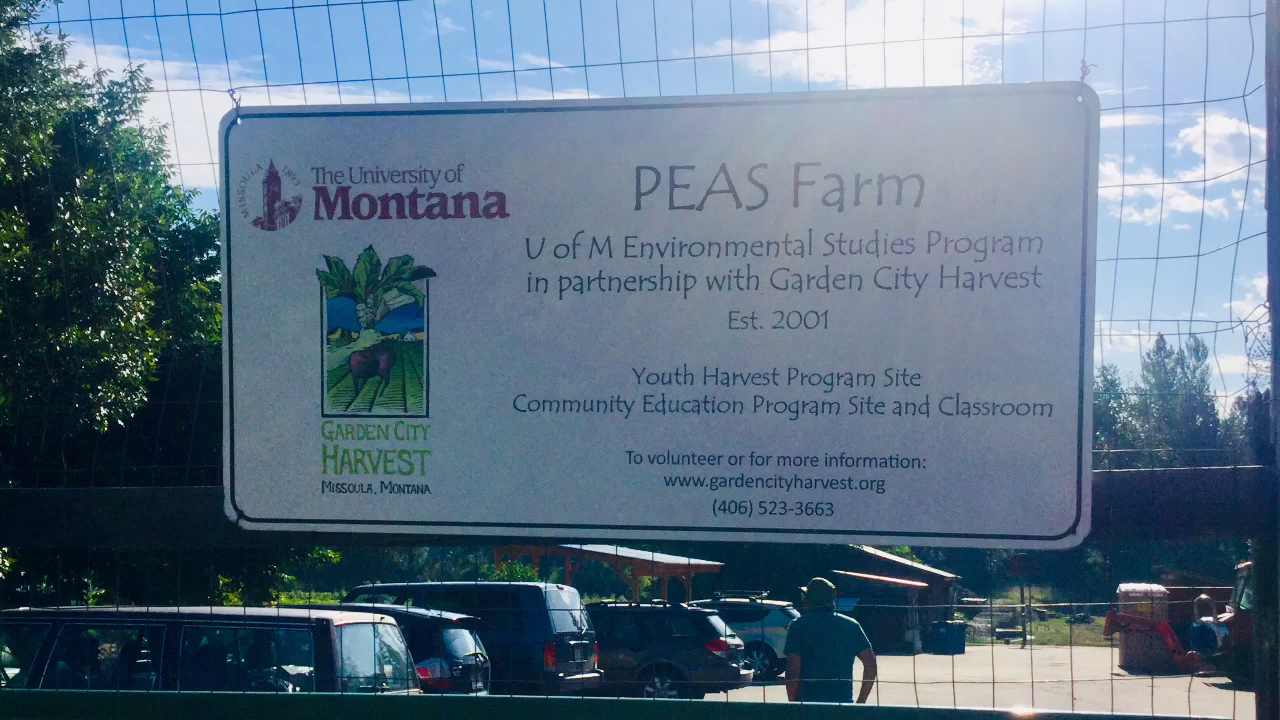 MISSOULA 1893
The University of
Montana
PEAS Farm
U of M Environmental Studies Program
in partnership with Garden City Harvest
Est. 2001
Youth Harvest Program Site
Community Education Program Site and Classroom
GARDEN CITY
HARVEST
MISSOULA, MONTANA
To volunteer or for more information:
www.gardencityharvest.org
(406) 523-3663